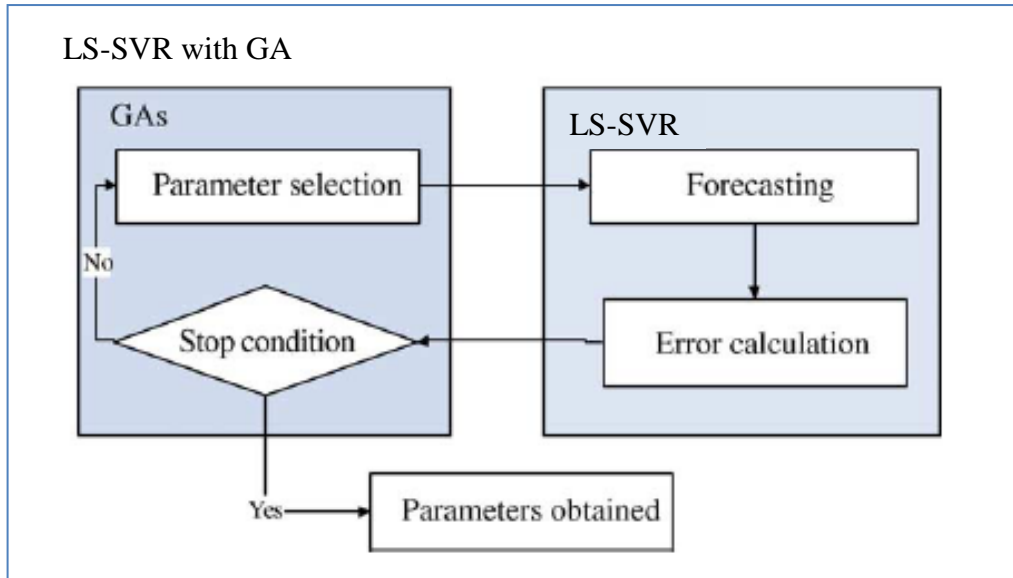 LS-SVR with GA
GAs
Parameter selection
No
Stop condition
Yes
LS-SVR
Forecasting
Error calculation
Parameters obtained